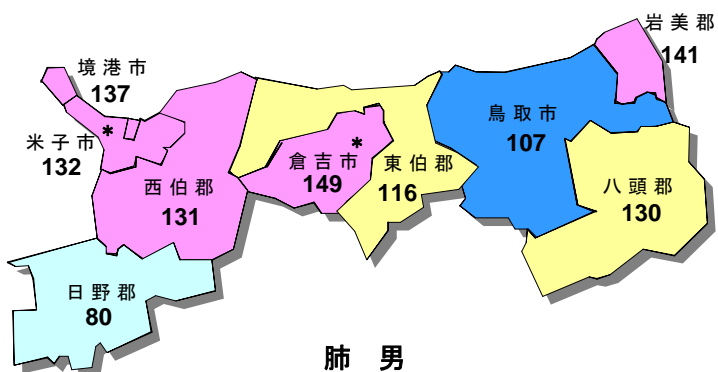 岩美郡
141
境港市
137
鳥取市
107
米子市
132
*
倉吉市
149
*
東伯郡
116
西伯郡
131
八頭郡
130
日野郡
80
肺 男